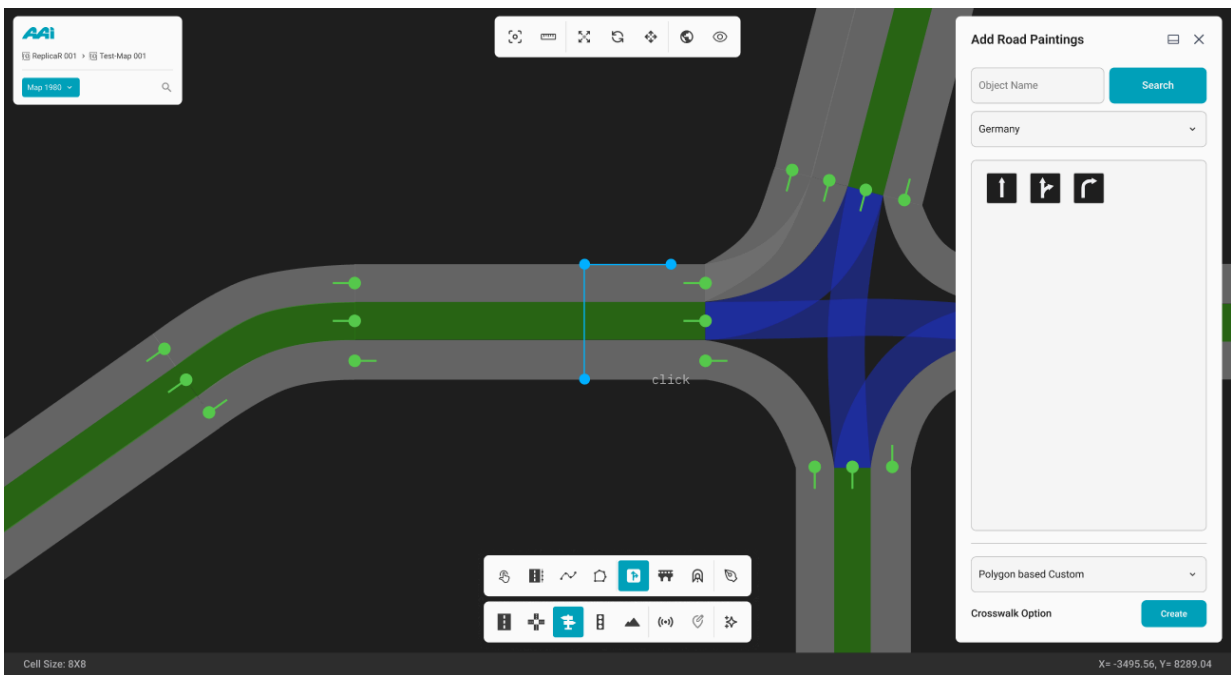 AAi
ReplicaR 001 › Test-Map 001
Map 1980
Add Road Paintings
Object Name
Search
Germany
click
Polygon based Custom
Crosswalk Option
Create
Cell Size: 8X8
X= -3495.56, Y= 8289.04